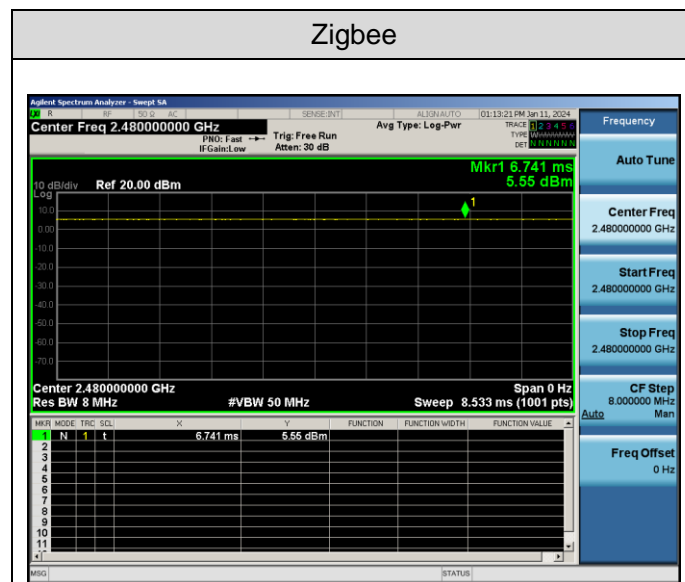 Zigbee
Agilent Spectrum Analyzer - Swept SA
R RF 50 Ω AC SENSE:INT ALIGN AUTO 01:13:21 PM Jan 11, 2024
Center Freq 2.480000000 GHz
PNO: Fast
IFGain:Low
Trig: Free Run
Atten: 30 dB
Avg Type: Log-Pwr
TRACE 1 2 3 4 5 6
TYPE
DET N N N N N N
Frequency
Auto Tune
Center Freq
2.480000000 GHz
Start Freq
2.480000000 GHz
Stop Freq
2.480000000 GHz
CF Step
8.000000 MHz
Auto Man
Freq Offset
0 Hz
Mkr1 6.741 ms
5.55 dBm
10 dB/div Ref 20.00 dBm
Log
10.0
0.00
-10.0
-20.0
-30.0
-40.0
-50.0
-60.0
-70.0
1
Center 2.480000000 GHz Span 0 Hz
Res BW 8 MHz #VBW 50 MHz Sweep 8.533 ms (1001 pts)
MKR MODE TRC SCL X Y FUNCTION FUNCTION WIDTH FUNCTION VALUE
1 N 1 t 6.741 ms 5.55 dBm
2
3
4
5
6
7
8
9
10
11
MSG STATUS